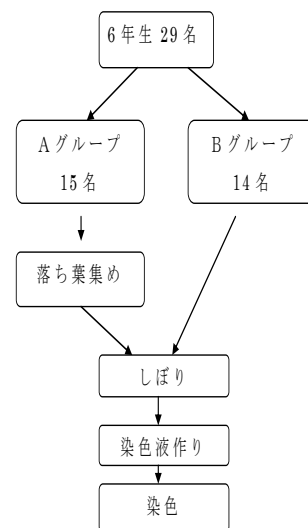 6年生29名
Aグループ
15名
Bグループ
14名
落ち葉集め
しぼり
染色液作り
染色